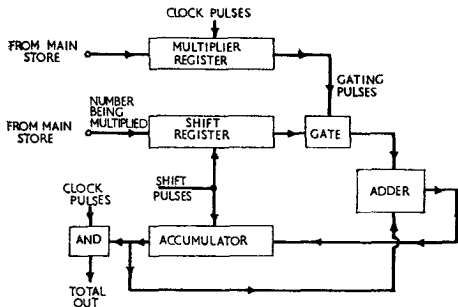 CLOCK PULSES
FROM MAIN
STORE
MULTIPLIER
REGISTER
GATING
PULSES
NUMBER
BEING
MULTIPLIED
FROM MAIN
STORE
SHIFT
REGISTER
GATE
ADDER
SHIFT
PULSES
CLOCK
PULSES
AND
ACCUMULATOR
TOTAL
OUT